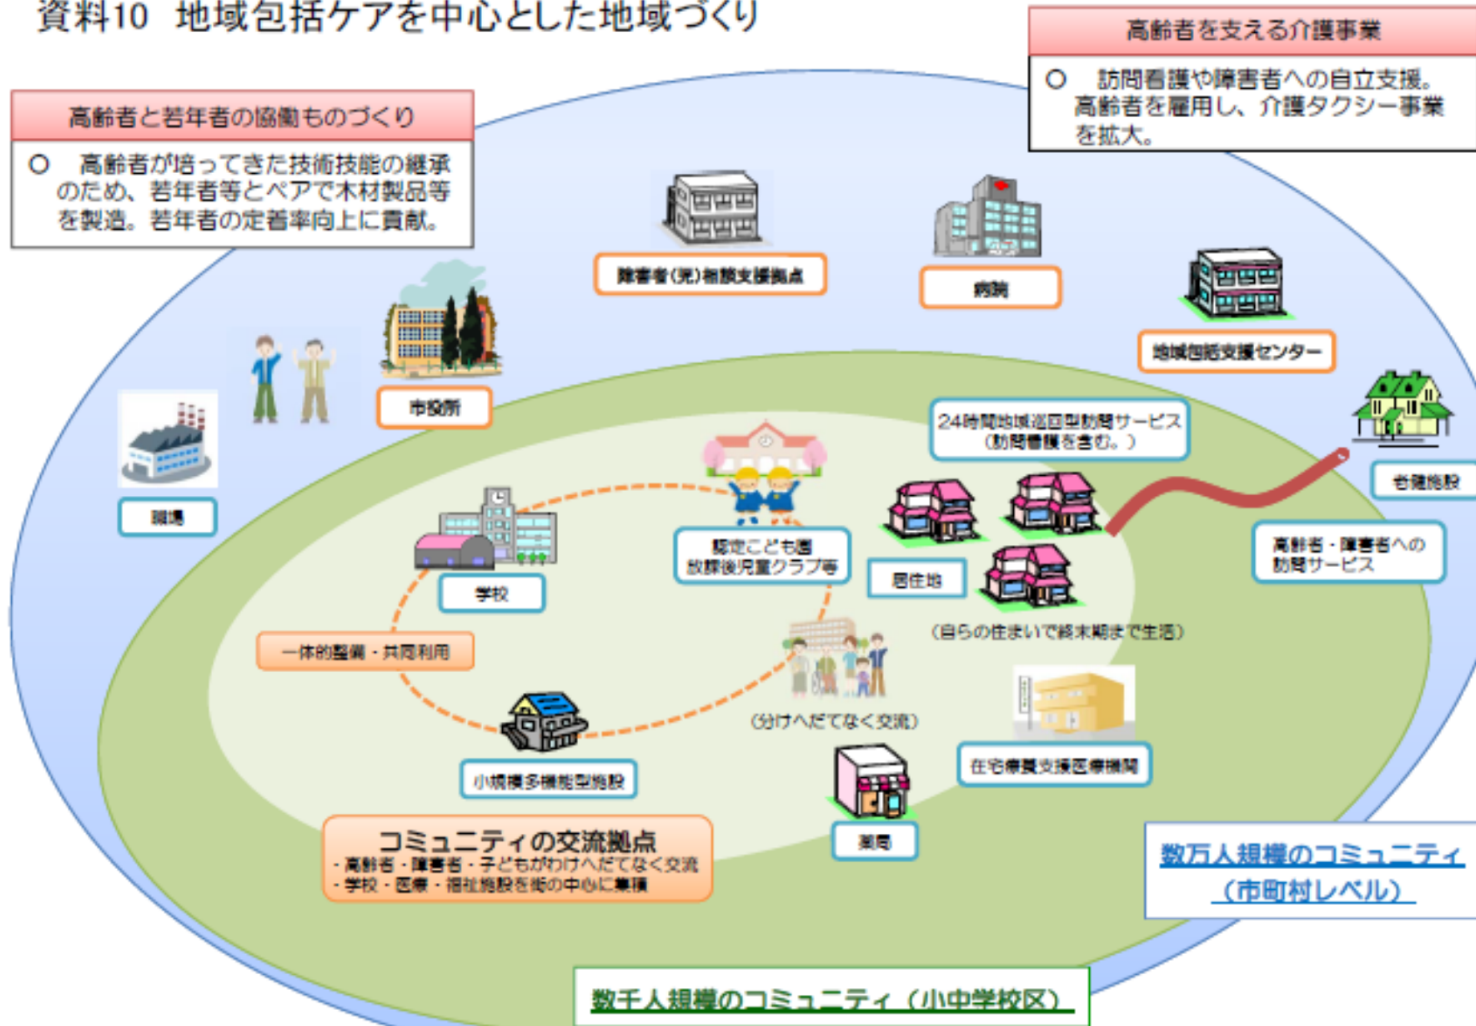 資料10 地域包括ケアを中心とした地域づくり
高齢者を支える介護事業
○ 訪問看護や障害者への自立支援。
高齢者を雇用し、介護タクシー事業
を拡大。
高齢者と若年者の協働ものづくり
○ 高齢者が培ってきた技術技能の継承
のため、若年者等とペアで木材製品等
を製造。若年者の定着率向上に貢献。
障害者(児)相談支援拠点
病院
地域包括支援センター
市役所
24時間地域巡回型訪問サービス
(訪問看護を含む。)
老健施設
職場
認定こども園
放課後児童クラブ等
高齢者・障害者への
訪問サービス
居住地
学校
(自らの住まいで終末期まで生活)
一体的整備・共同利用
(分けへだてなく交流)
在宅療養支援医療機関
小規模多機能型施設
薬局
コミュニティの交流拠点
・高齢者・障害者・子どもがわけへだてなく交流
・学校・医療・福祉施設を街の中心に集積
数万人規模のコミュニティ
(市町村レベル)
数千人規模のコミュニティ(小中学校区)